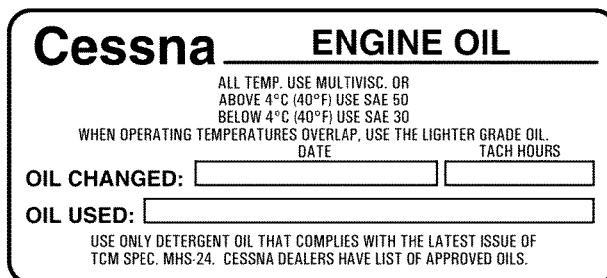 Cessna ENGINE OIL
ALL TEMP. USE MULTIVISC. OR
ABOVE 4°C (40°F) USE SAE 50
BELOW 4°C (40°F) USE SAE 30
WHEN OPERATING TEMPERATURES OVERLAP, USE THE LIGHTER GRADE OIL.
DATE TACH HOURS
OIL CHANGED:
OIL USED:
USE ONLY DETERGENT OIL THAT COMPLIES WITH THE LATEST ISSUE OF
TCM SPEC. MHS-24. CESSNA DEALERS HAVE LIST OF APPROVED OILS.